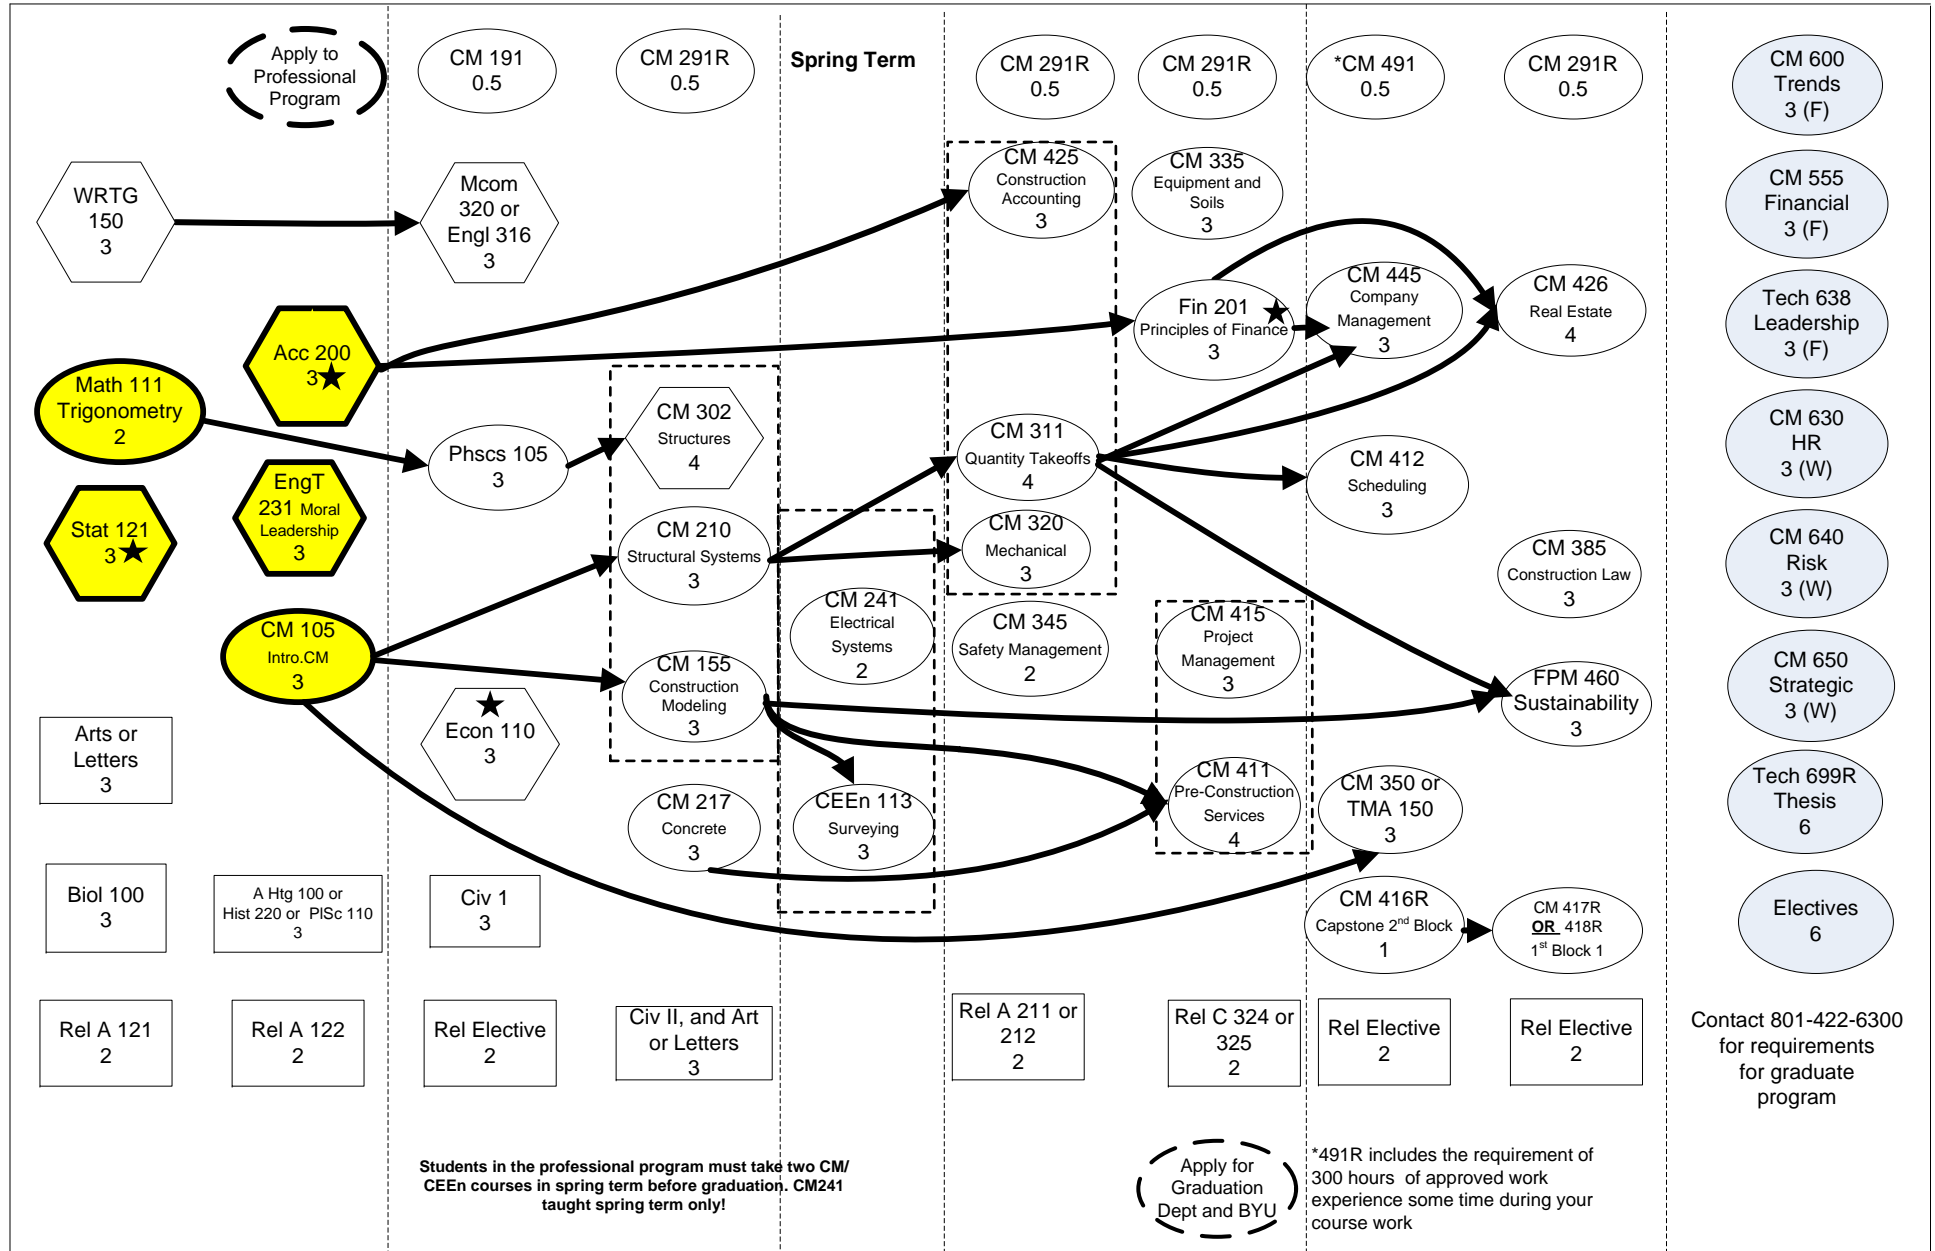 Apply to
Professional
Program
CM 191
0.5
CM 291R
0.5
Spring Term
CM 291R
0.5
CM 291R
0.5
*CM 491
0.5
CM 291R
0.5
CM 600
Trends
3 (F)
WRTG
150
3
Mcom
320 or
Engl 316
3
CM 425
Construction
Accounting
3
CM 335
Equipment and
Soils
3
CM 555
Financial
3 (F)
Acc 200
3
Fin 201
Principles of Finance
3
CM 445
Company
Management
3
CM 426
Real Estate
4
Tech 638
Leadership
3 (F)
Math 111
Trigonometry
2
Phscs 105
3
CM 302
Structures
4
CM 311
Quantity Takeoffs
4
CM 412
Scheduling
3
CM 630
HR
3 (W)
Stat 121
3
EngT
231 Moral
Leadership
3
CM 210
Structural Systems
3
CM 320
Mechanical
3
CM 385
Construction Law
3
CM 640
Risk
3 (W)
CM 105
Intro.CM
3
CM 155
Construction
Modeling
3
CM 241
Electrical
Systems
2
CM 345
Safety Management
2
CM 415
Project
Management
3
FPM 460
Sustainability
3
CM 650
Strategic
3 (W)
Arts or
Letters
3
Econ 110
3
CM 217
Concrete
3
CEEn 113
Surveying
3
CM 411
Pre-Construction
Services
4
CM 350 or
TMA 150
3
Tech 699R
Thesis
6
Biol 100
3
A Htg 100 or
Hist 220 or PlSc 110
3
Civ 1
3
CM 416R
Capstone 2nd Block
1
CM 417R
OR 418R
1st Block 1
Electives
6
Rel A 121
2
Rel A 122
2
Rel Elective
2
Civ II, and Art
or Letters
3
Rel A 211 or
212
2
Rel C 324 or
325
2
Rel Elective
2
Rel Elective
2
Contact 801-422-6300
for requirements
for graduate
program
Students in the professional program must take two CM/
CEEn courses in spring term before graduation. CM241
taught spring term only!
Apply for
Graduation
Dept and BYU
*491R includes the requirement of
300 hours of approved work
experience some time during your
course work